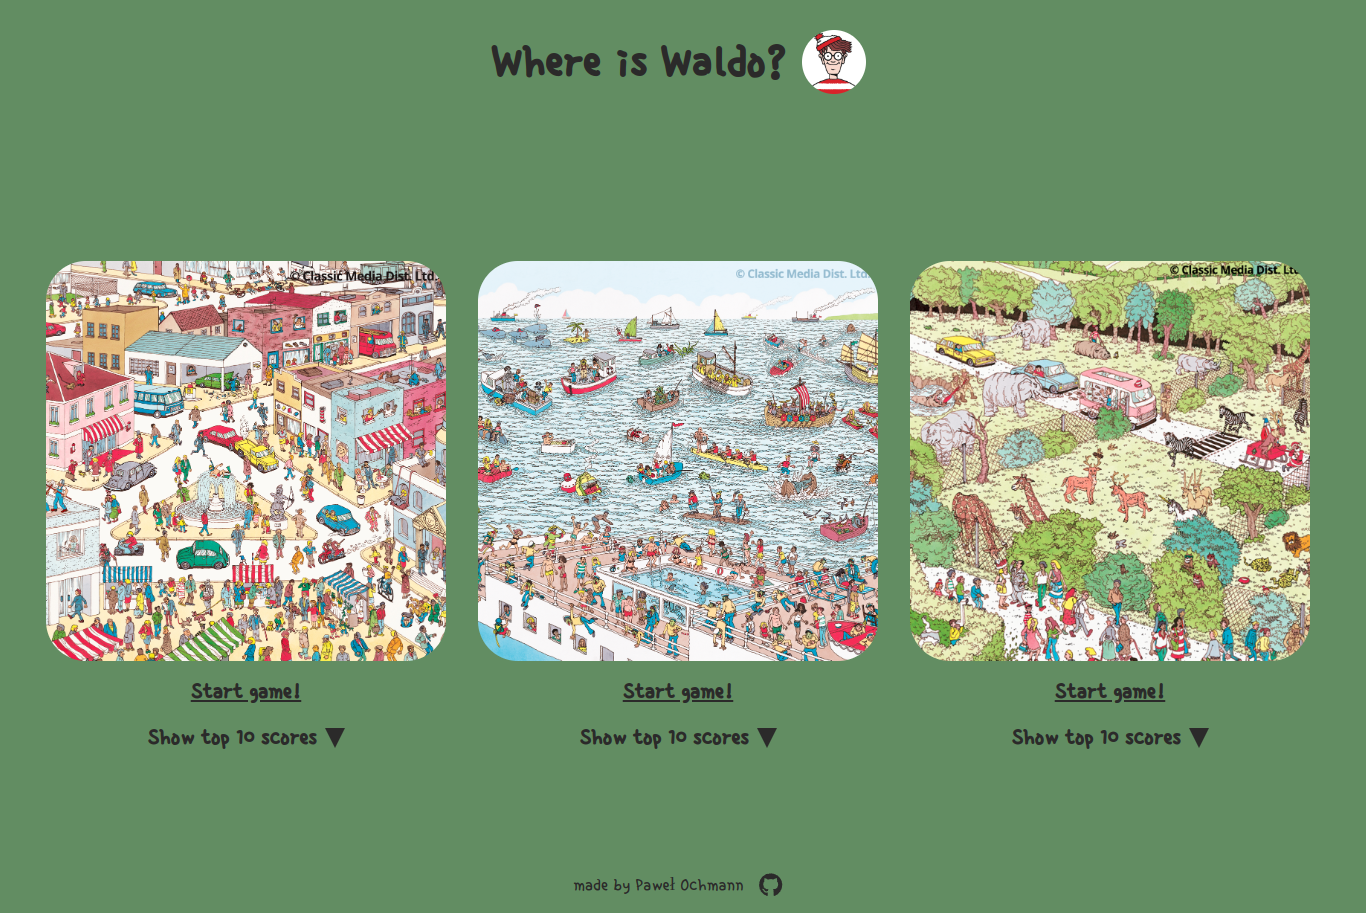 Where is Waldo?
© Classic Media Dist. Ltd.
© Classic Media Dist. Ltd
© Classic Media Dist. Ltd
Start game!
Start game!
Start game!
Show top 10 scores ▼
Show top 10 scores ▼
Show top 10 scores ▼
made by Paweł Ochmann